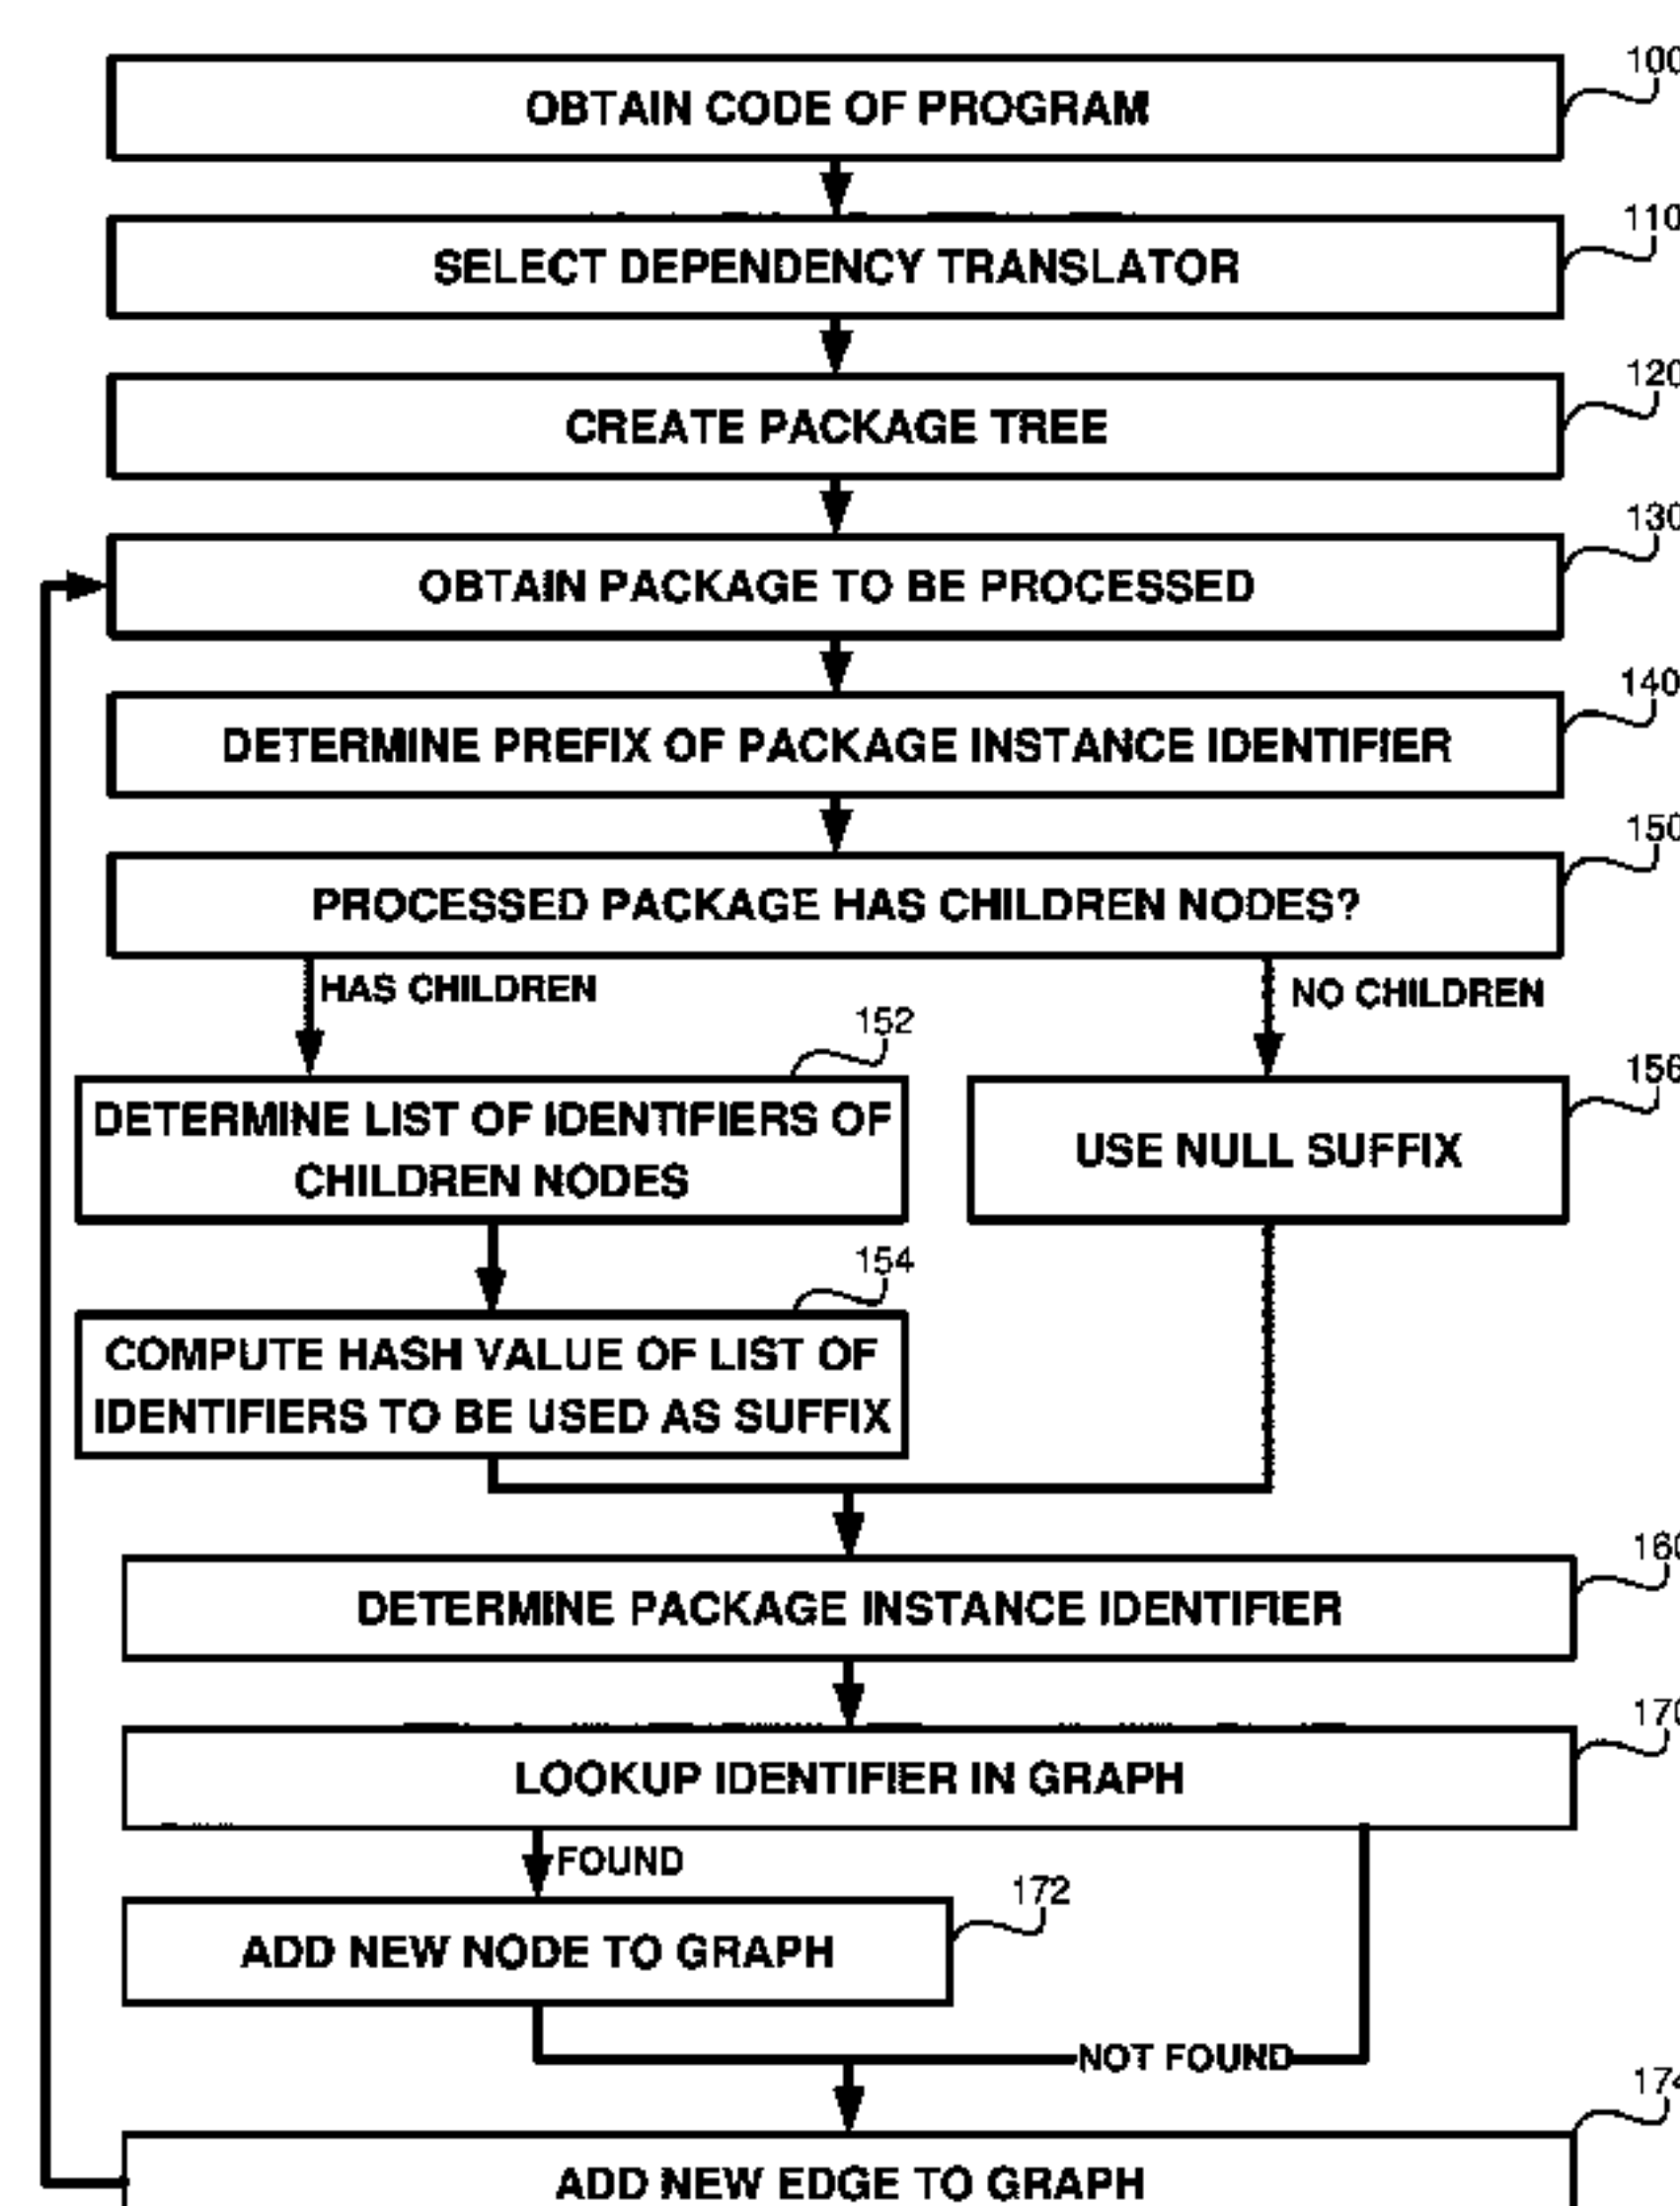 100
OBTAIN CODE OF PROGRAM
110
SELECT DEPENDENCY TRANSLATOR
120
CREATE PACKAGE TREE
130
OBTAIN PACKAGE TO BE PROCESSED
140
DETERMINE PREFIX OF PACKAGE INSTANCE IDENTIFIER
150
PROCESSED PACKAGE HAS CHILDREN NODES?
HAS CHILDREN
NO CHILDREN
152
156
DETERMINE LIST OF IDENTIFIERS OF
CHILDREN NODES
USE NULL SUFFIX
154
COMPUTE HASH VALUE OF LIST OF
IDENTIFIERS TO BE USED AS SUFFIX
160
DETERMINE PACKAGE INSTANCE IDENTIFIER
170
LOOKUP IDENTIFIER IN GRAPH
FOUND
172
ADD NEW NODE TO GRAPH
NOT FOUND
174
ADD NEW EDGE TO GRAPH